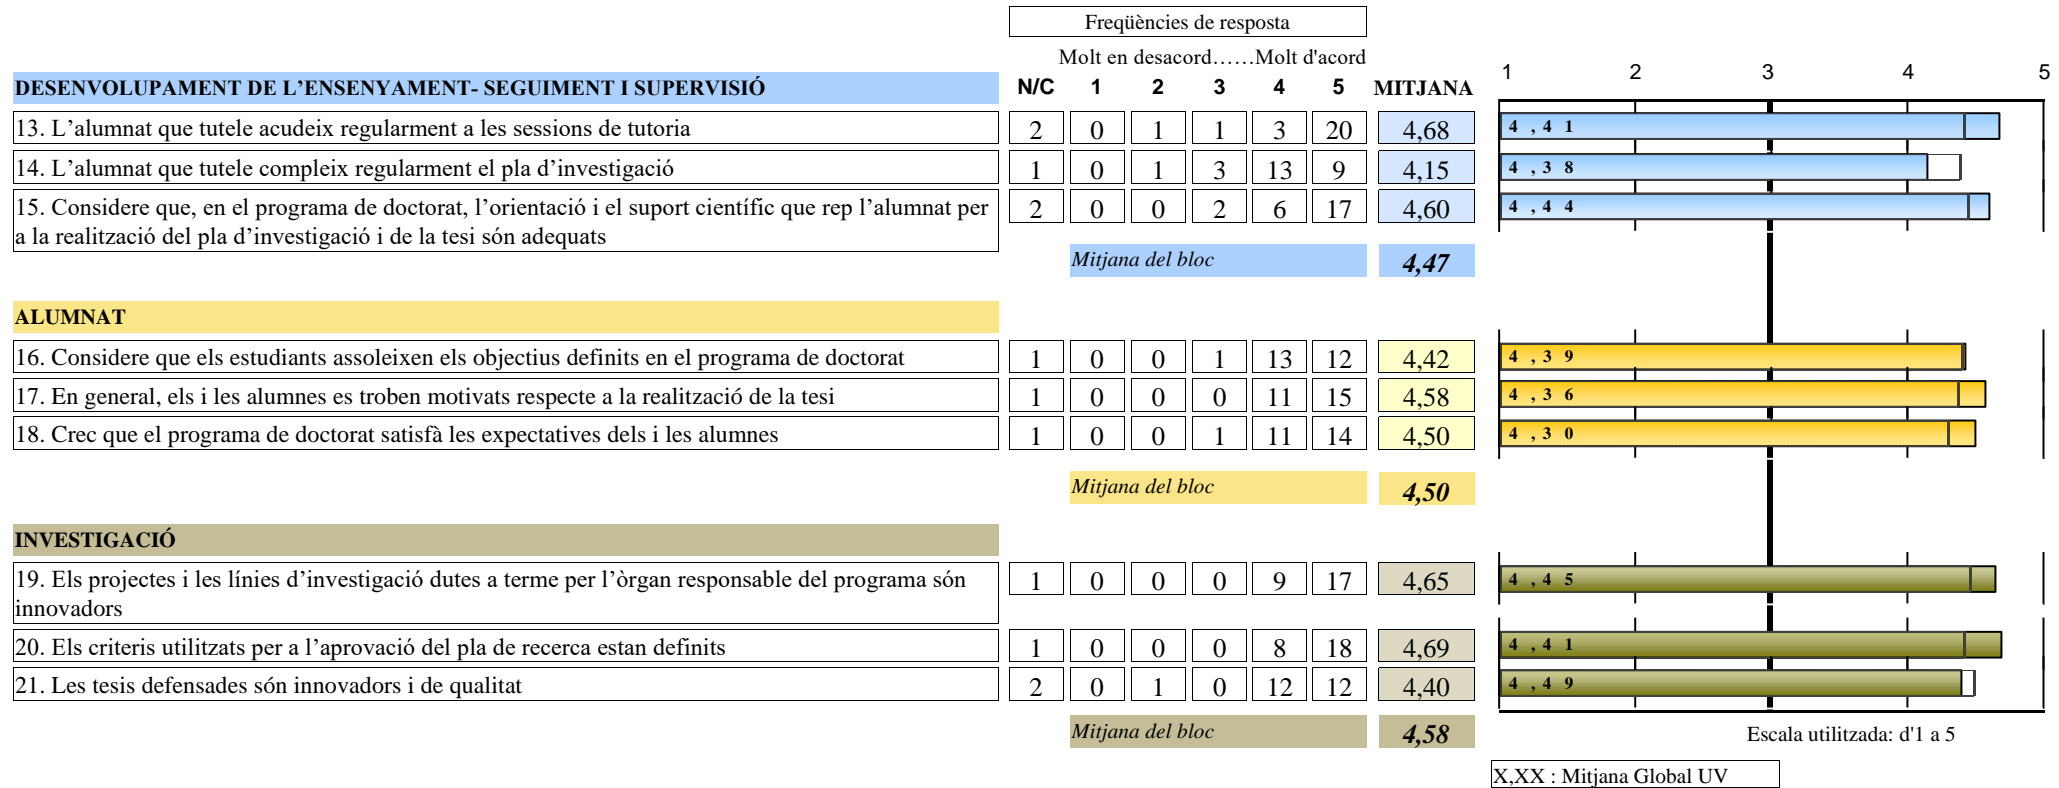 Freqüències de resposta
Molt en desacord……Molt d'acord
DESENVOLUPAMENT DE L’ENSENYAMENT- SEGUIMENT I SUPERVISIÓ N/C 1 2 3 4 5 MITJANA 1 2 3 4 5
13. L’alumnat que tutele acudeix regularment a les sessions de tutoria 2 0 1 1 3 20 4,68 4,41
14. L’alumnat que tutele compleix regularment el pla d’investigació 1 0 1 3 13 9 4,15 4,38
15. Considere que, en el programa de doctorat, l’orientació i el suport científic que rep l’alumnat per 2 0 0 2 6 17 4,60 4,44
a la realització del pla d’investigació i de la tesi són adequats
Mitjana del bloc 4,47
ALUMNAT
16. Considere que els estudiants assoleixen els objectius definits en el programa de doctorat 1 0 0 1 13 12 4,42 4,39
17. En general, els i les alumnes es troben motivats respecte a la realització de la tesi 1 0 0 0 11 15 4,58 4,36
18. Crec que el programa de doctorat satisfà les expectatives dels i les alumnes 1 0 0 1 11 14 4,50 4,30
Mitjana del bloc 4,50
INVESTIGACIÓ
19. Els projectes i les línies d’investigació dutes a terme per l’òrgan responsable del programa són 1 0 0 0 9 17 4,65 4,45
innovadors
20. Els criteris utilitzats per a l’aprovació del pla de recerca estan definits 1 0 0 0 8 18 4,69 4,41
21. Les tesis defensades són innovadors i de qualitat 2 0 1 0 12 12 4,40 4,49
Mitjana del bloc 4,58
Escala utilitzada: d'1 a 5
X,XX : Mitjana Global UV